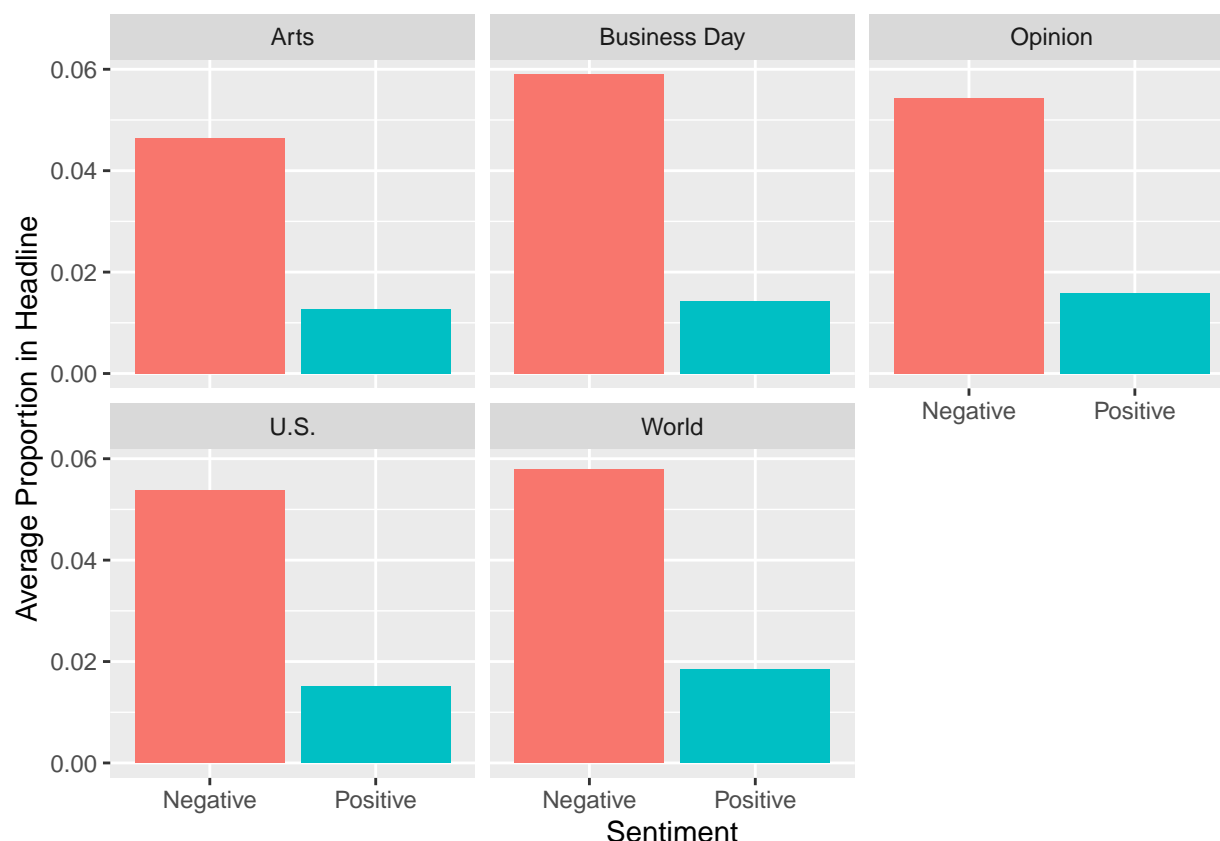 Arts
Business Day
Opinion
0.06
0.04
0.02
0.00
Negative Positive
U.S.
World
0.06
0.04
0.02
0.00
Negative Positive
Negative Positive
Average Proportion in Headline
Sentiment